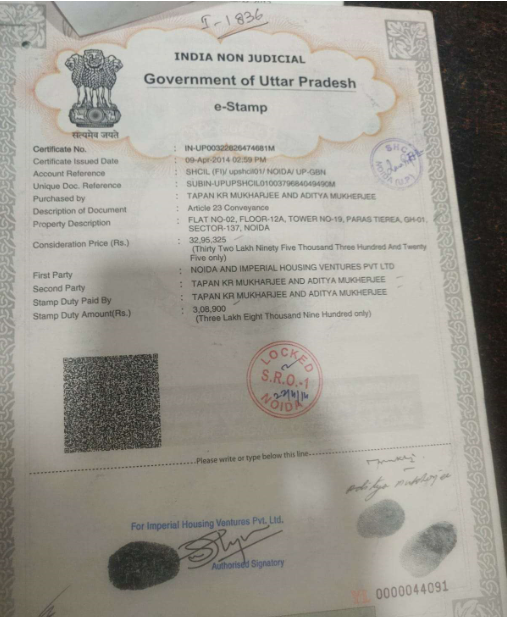 I-1836
INDIA NON JUDICIAL
Government of Uttar Pradesh
e-Stamp
सत्यमेव जयते
Certificate No. : IN-UP00322626474681M
Certificate Issued Date : 09-Apr-2014 02:59 PM
Account Reference : SHCIL (FI)/ upshcil01/ NOIDA/ UP-GBN
Unique Doc. Reference : SUBIN-UPUPSHCIL0100379684049490M
Purchased by : TAPAN KR MUKHARJEE AND ADITYA MUKHERJEE
Description of Document : Article 23 Conveyance
Property Description : FLAT NO-02, FLOOR-12A, TOWER NO-19, PARAS TIEREA, GH-01,
SECTOR-137, NOIDA
Consideration Price (Rs.) : 32,95,325
(Thirty Two Lakh Ninety Five Thousand Three Hundred And Twenty
Five only)
First Party : NOIDA AND IMPERIAL HOUSING VENTURES PVT LTD
Second Party : TAPAN KR MUKHARJEE AND ADITYA MUKHERJEE
Stamp Duty Paid By : TAPAN KR MUKHARJEE AND ADITYA MUKHERJEE
Stamp Duty Amount(Rs.) : 3,08,900
(Three Lakh Eight Thousand Nine Hundred only)
LOCKED
S.R.O.-1
NOIDA
Please write or type below this line
For Imperial Housing Ventures Pvt. Ltd.
Authorised Signatory
0000044091